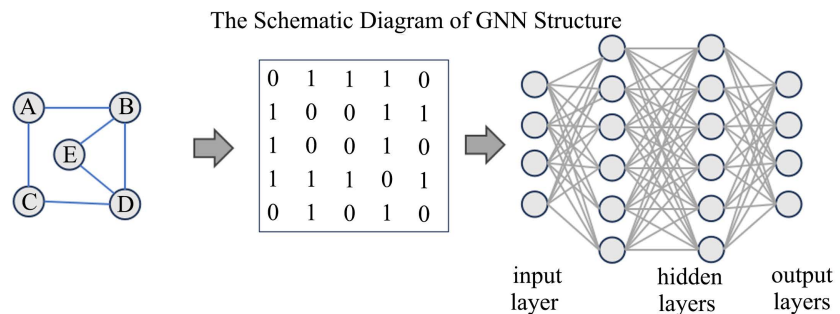 The Schematic Diagram of GNN Structure
A B
E
C D
0 1 1 1 0
1 0 0 1 1
1 0 0 1 0
1 1 1 0 1
0 1 0 1 0
input layer
hidden layers
output layers